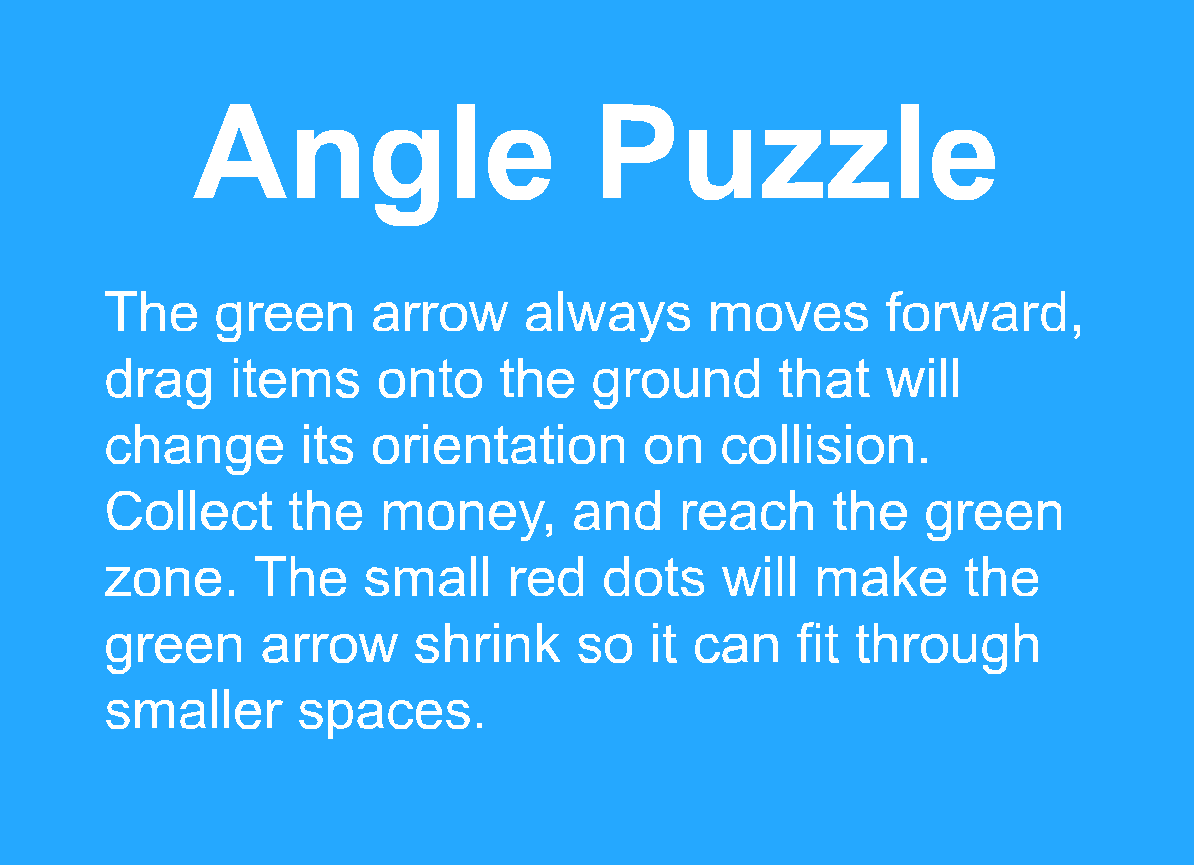 Angle Puzzle
The green arrow always moves forward,
drag items onto the ground that will
change its orientation on collision.
Collect the money, and reach the green
zone. The small red dots will make the
green arrow shrink so it can fit through
smaller spaces.